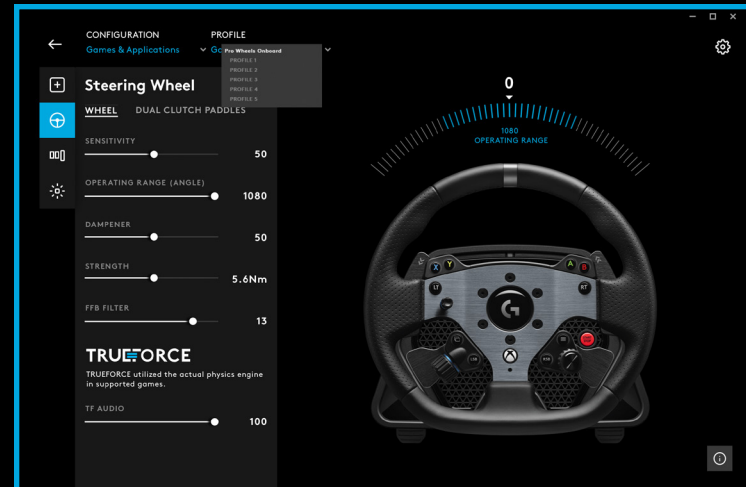 CONFIGURATION
PROFILE
Games & Applications
Pro Wheels Onboard
PROFILE 1
PROFILE 2
PROFILE 3
PROFILE 4
PROFILE 5
Steering Wheel
WHEEL
DUAL CLUTCH PADDLES
SENSITIVITY
50
OPERATING RANGE (ANGLE)
1080
DAMPENER
50
STRENGTH
5.6Nm
FFB FILTER
13
TRUEFORCE
TRUEFORCE utilized the actual physics engine
in supported games.
TF AUDIO
100
0
1080
OPERATING RANGE
X
Y
A
B
LT
RT
G
LSB
RSB